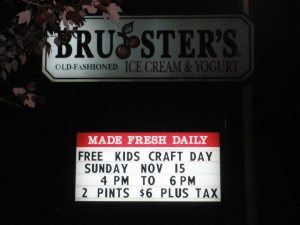 BRUSTER'S
OLD-FASHIONED ICE CREAM & YOGURT
MADE FRESH DAILY
FREE KIDS CRAFT DAY
SUNDAY NOV 15
4 PM TO 6 PM
2 PINTS $6 PLUS TAX